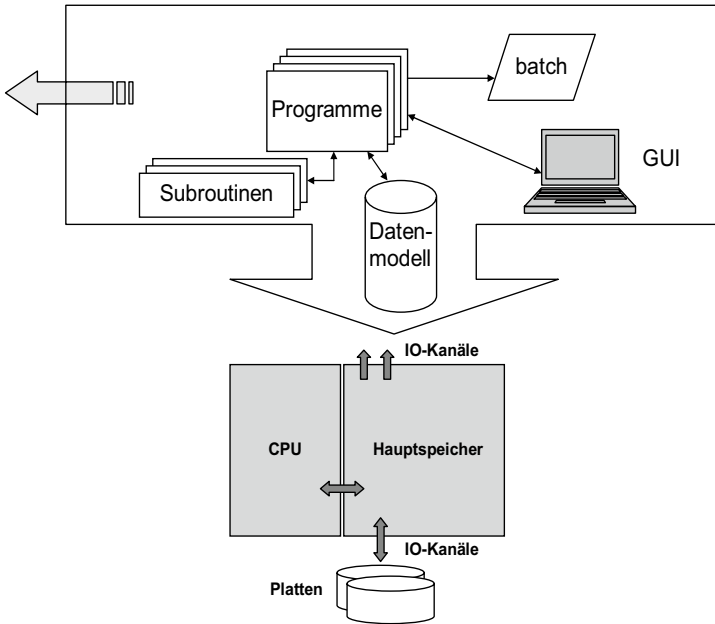 batch
Programme
GUI
Subroutinen
Daten-
modell
IO-Kanäle
CPU
Hauptspeicher
IO-Kanäle
Platten